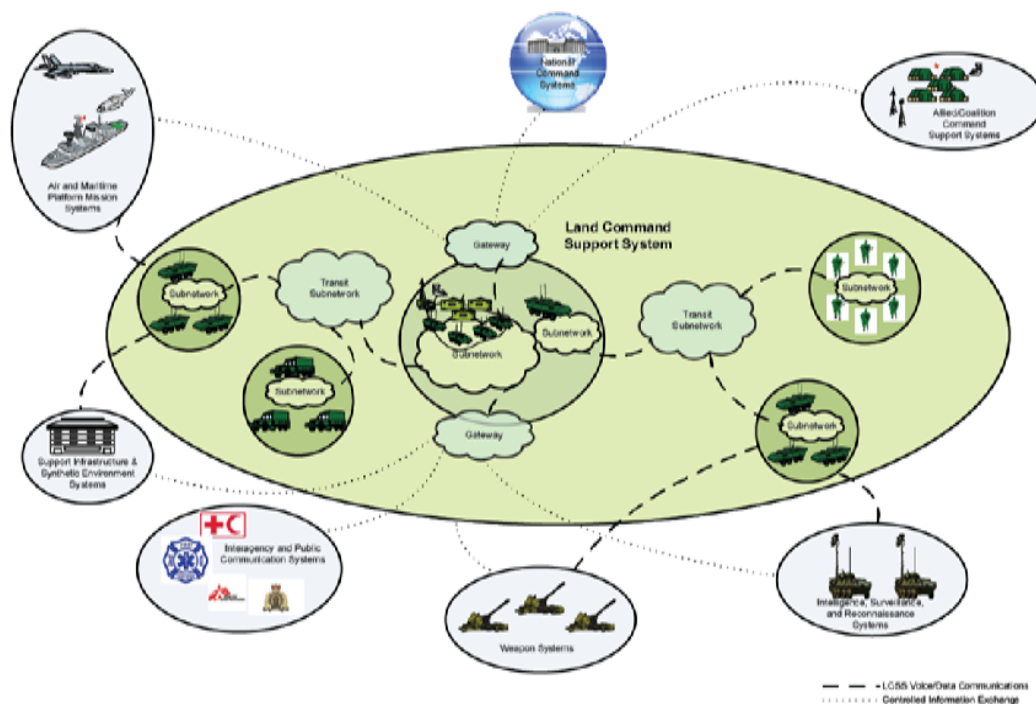 National
Command
Systems
Allied/Coalition
Command
Support Systems
Air and Maritime
Platform Mission
Systems
Land Command
Support System
Gateway
Subnetwork
Transit
Subnetwork
Subnetwork
Subnetwork
Subnetwork
Transit
Subnetwork
Subnetwork
Subnetwork
Gateway
Support Infrastructure &
Synthetic Environment
Systems
Interagency and Public
Communication Systems
Weapon Systems
Intelligence, Surveillance,
and Reconnaissance
Systems
LCSS Voice/Data Communications
Controlled Information Exchange